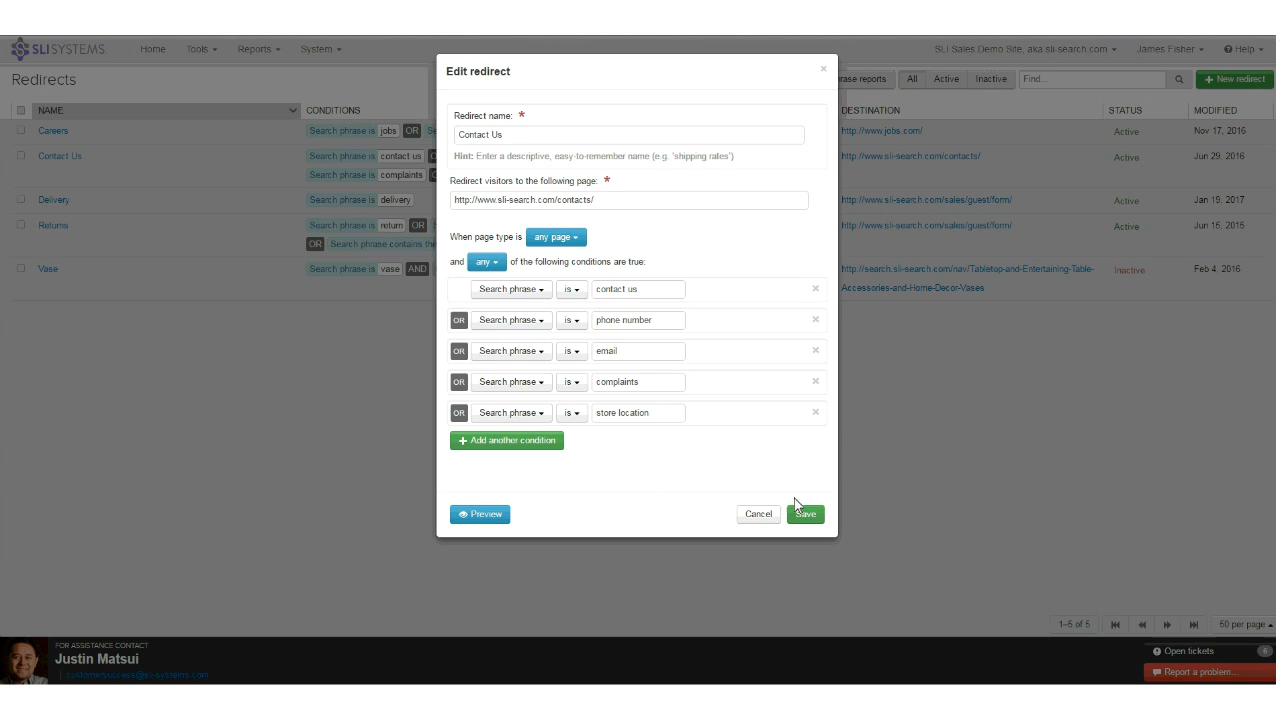 SLISYSTEMS Home Tools Reports System SLI Sales Demo Site, aka sli-search.com James Fisher Help
Redirects
rase reports All Active Inactive Find... + New redirect
NAME CONDITIONS DESTINATION STATUS MODIFIED
Careers Search phrase is jobs OR http://www.jobs.com/ Active Nov 17, 2016
Contact Us Search phrase is contact us http://www.sli-search.com/contacts/ Active Jun 29, 2016
Search phrase is complaints
Delivery Search phrase is delivery http://www.sli-search.com/sales/guest/form/ Active Jan 19, 2017
Returns Search phrase is return OR http://www.sli-search.com/sales/guest/form/ Active Jun 15, 2015
OR Search phrase contains the
Vase Search phrase is vase AND http://search.sli-search.com/nav/Tabletop-and-Entertaining-Table- Inactive Feb 4, 2016
Accessories-and-Home-Decor-Vases
Edit redirect ×
Redirect name: *
Contact Us
Hint: Enter a descriptive, easy-to-remember name (e.g. 'shipping rates')
Redirect visitors to the following page: *
http://www.sli-search.com/contacts/
When page type is any page
and any of the following conditions are true:
Search phrase is contact us ×
OR Search phrase is phone number ×
OR Search phrase is email ×
OR Search phrase is complaints ×
OR Search phrase is store location ×
+ Add another condition
Preview Cancel Save
1–5 of 5 50 per page
FOR ASSISTANCE CONTACT
Justin Matsui
customersuccess@sli-systems.com
Open tickets 6
Report a problem...